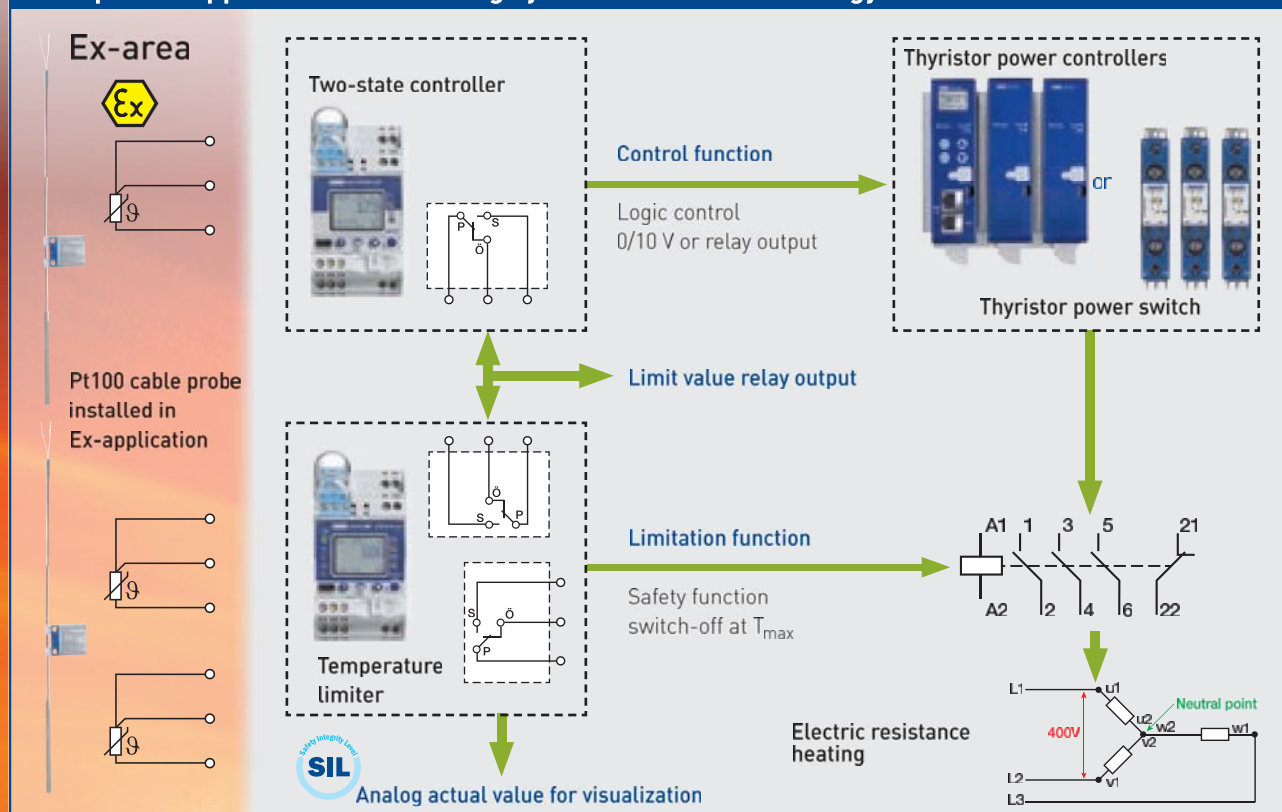 Ex-area
Ex
ϑ
Pt100 cable probe
installed in
Ex-application
ϑ
ϑ
Two-state controller
P
S
Ö
Control function
Logic control
0/10 V or relay output
Thyristor power controllers
or
Thyristor power switch
Limit value relay output
Ö
S
P
S
Ö
P
Temperature
limiter
Limitation function
Safety function
switch-off at Tmax
A1 1 3 5 21
A2 2 4 6 22
Safety Integrity Level
SIL
Analog actual value for visualization
Electric resistance
heating
L1
u1
Neutral point
400V
u2
w2
w1
v2
L2
v1
L3